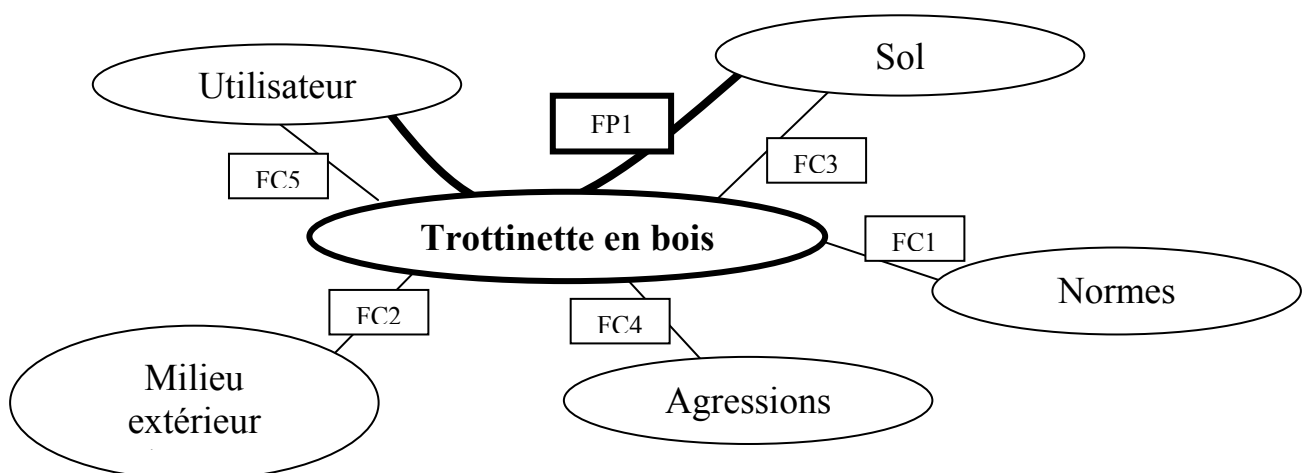 Sol
Utilisateur
FP1
FC3
FC5
Trottinette en bois
FC1
Normes
FC2
FC4
Milieu
extérieur
Agressions